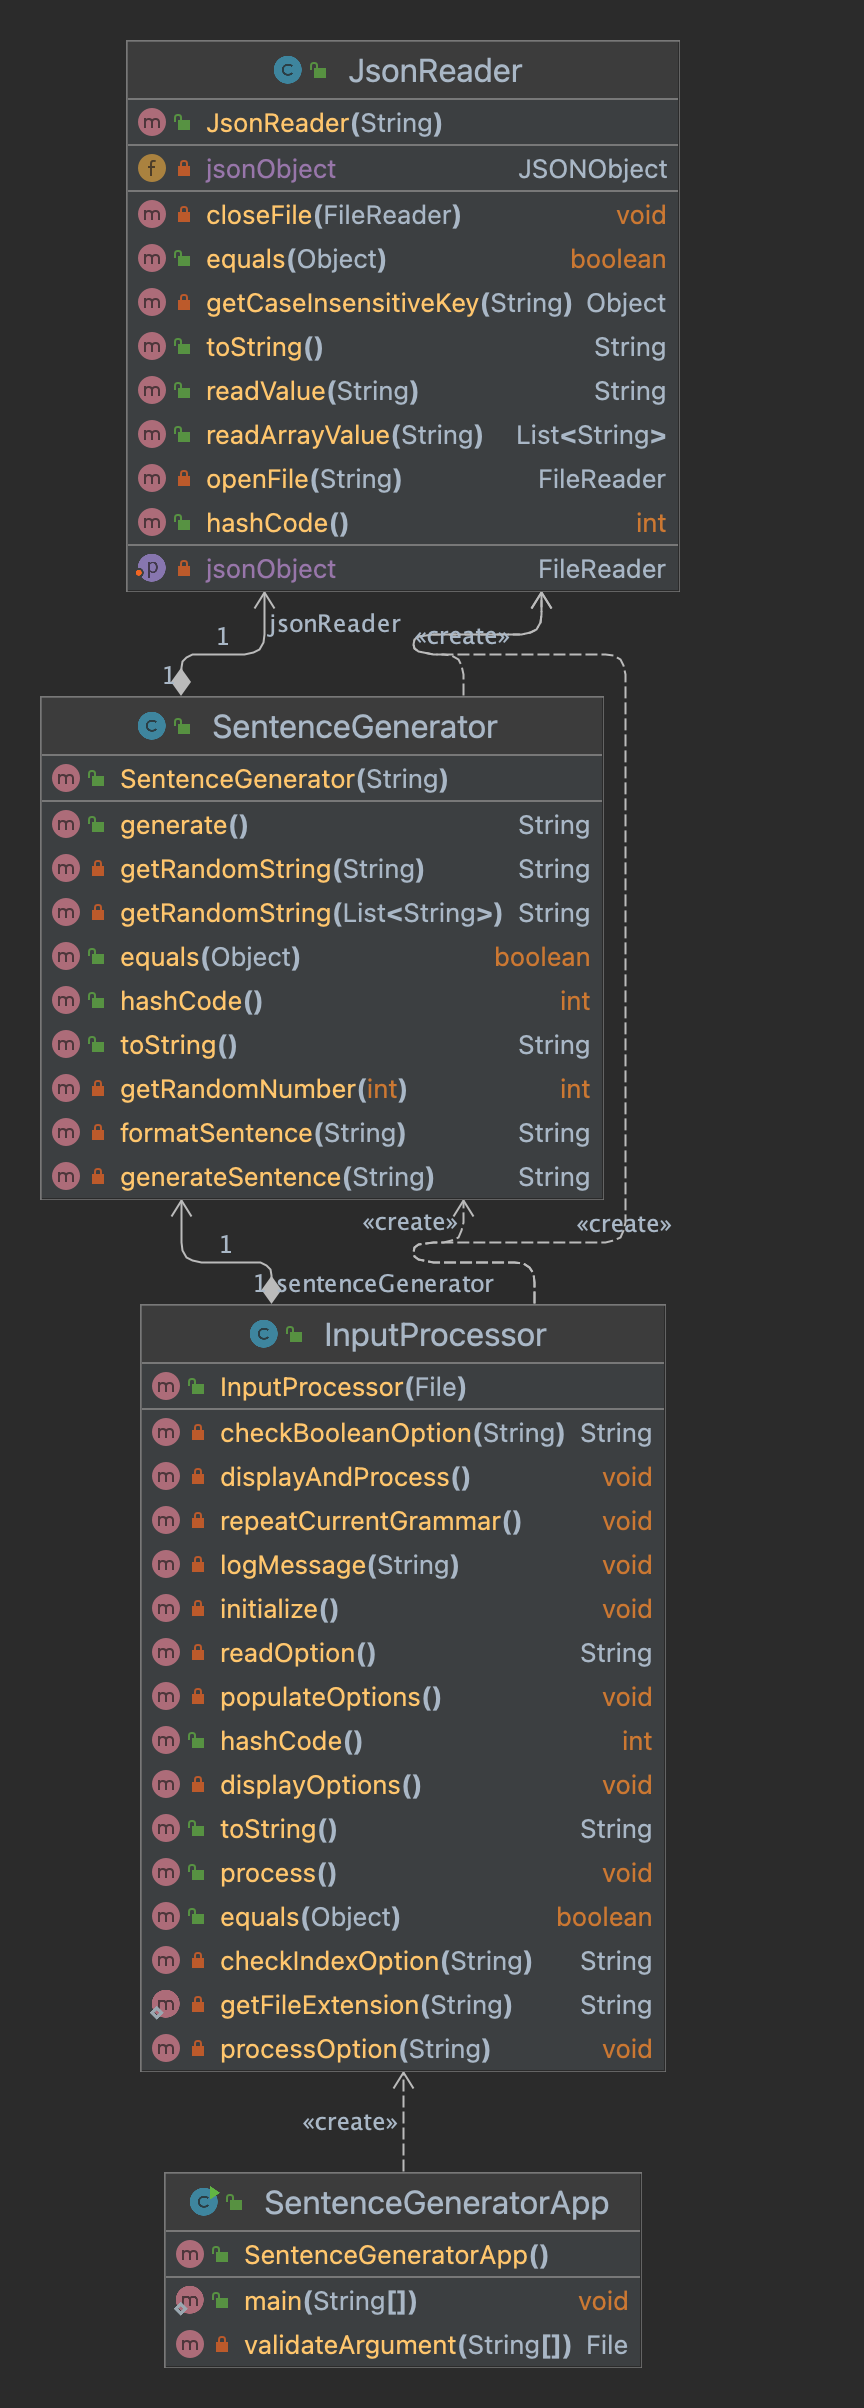 JsonReader
JsonReader(String)
jsonObject JSONObject
closeFile(FileReader) void
equals(Object) boolean
getCaseInsensitiveKey(String) Object
toString() String
readValue(String) String
readArrayValue(String) List<String>
openFile(String) FileReader
hashCode() int
jsonObject FileReader
jsonReader
1 «create»
1
SentenceGenerator
SentenceGenerator(String)
generate() String
getRandomString(String) String
getRandomString(List<String>) String
equals(Object) boolean
hashCode() int
toString() String
getRandomNumber(int) int
formatSentence(String) String
generateSentence(String) String
«create» «create»
1
1 sentenceGenerator
InputProcessor
InputProcessor(File)
checkBooleanOption(String) String
displayAndProcess() void
repeatCurrentGrammar() void
logMessage(String) void
initialize() void
readOption() String
populateOptions() void
hashCode() int
displayOptions() void
toString() String
process() void
equals(Object) boolean
checkIndexOption(String) String
getFileExtension(String) String
processOption(String) void
«create»
SentenceGeneratorApp
SentenceGeneratorApp()
main(String[]) void
validateArgument(String[]) File